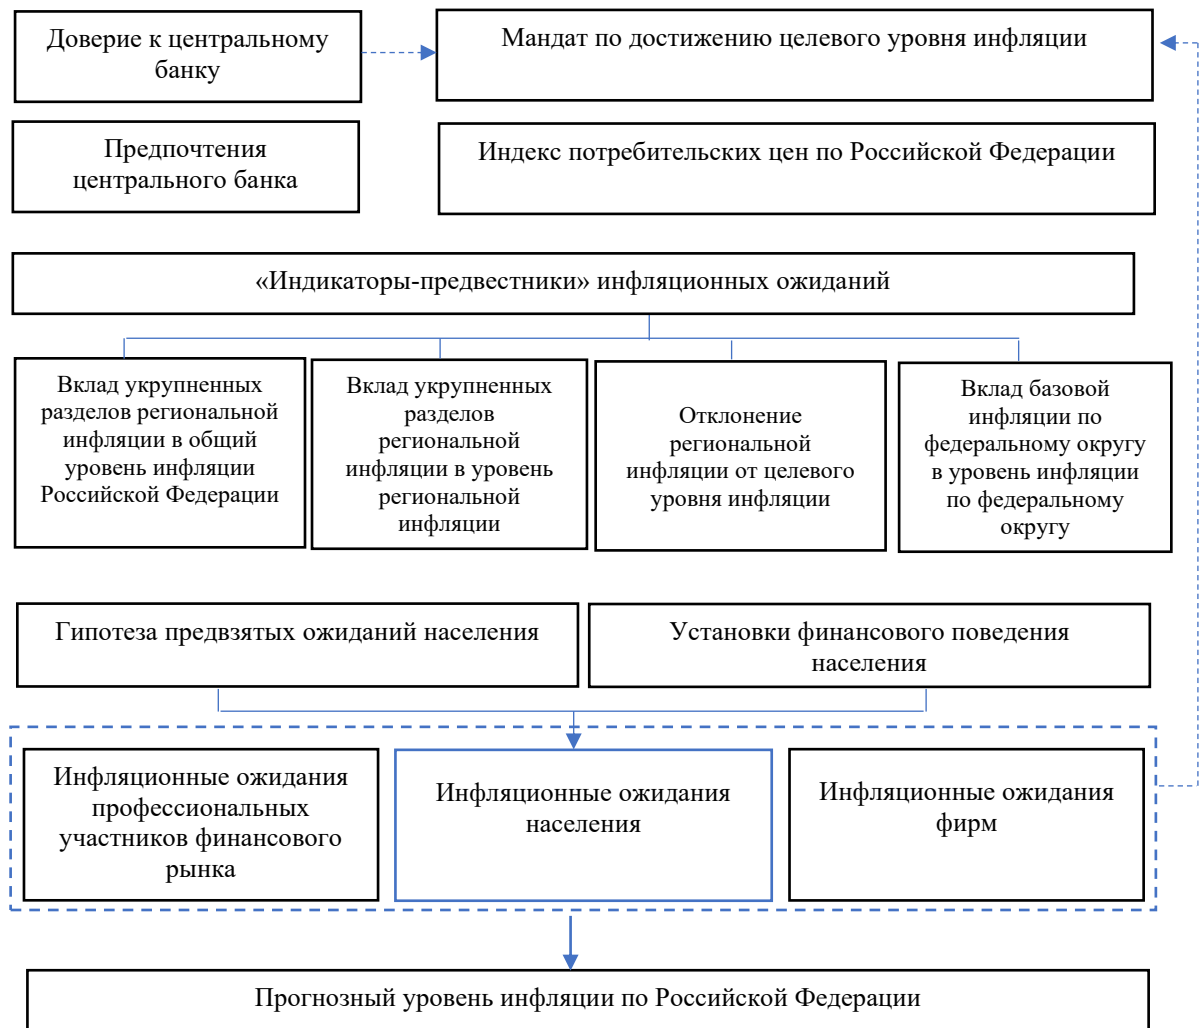 Доверие к центральному
банку
Мандат по достижению целевого уровня инфляции
Предпочтения
центрального банка
Индекс потребительских цен по Российской Федерации
«Индикаторы-предвестники» инфляционных ожиданий
Вклад укрупненных
разделов региональной
инфляции в общий
уровень инфляции
Российской Федерации
Вклад укрупненных
разделов
региональной
инфляции в уровень
региональной
инфляции
Отклонение
региональной
инфляции от целевого
уровня инфляции
Вклад базовой
инфляции по
федеральному округу
в уровень инфляции
по федеральному
округу
Гипотеза предвзятых ожиданий населения
Установки финансового поведения
населения
Инфляционные ожидания
профессиональных
участников финансового
рынка
Инфляционные ожидания
населения
Инфляционные ожидания
фирм
Прогнозный уровень инфляции по Российской Федерации